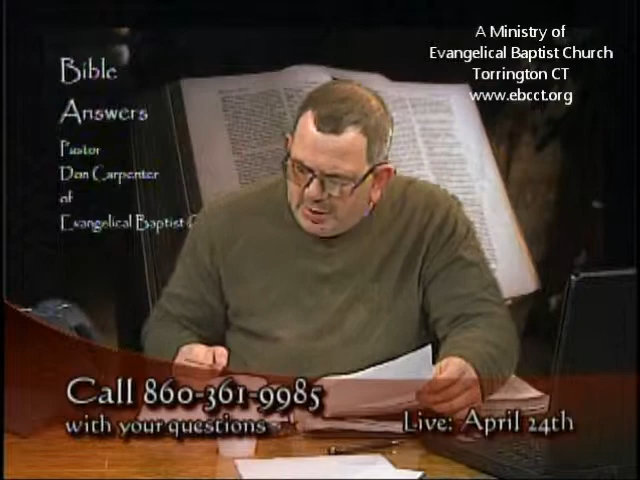 A Ministry of
Evangelical Baptist Church
Torrington CT
www.ebcct.org
Bible
Answers
Pastor
Dan Carpenter
of
Evangelical Baptist
Call 860-361-9985
with your questions
Live: April 24th